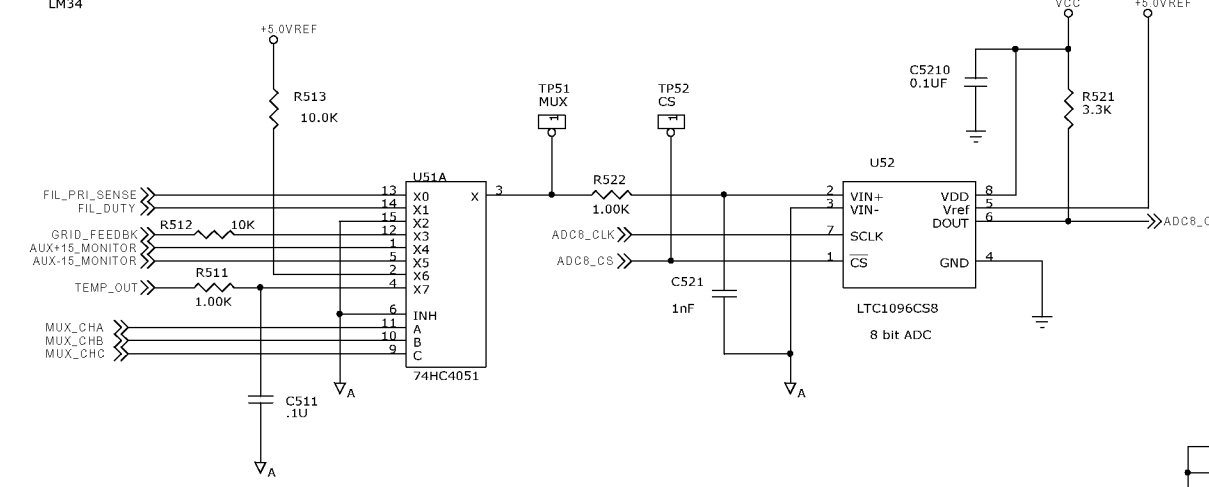 LM34
VCC
+5.0VREF
+5.0VREF
C5210
0.1UF
R513
10.0K
TP51
MUX
1
TP52
CS
1
R521
3.3K
U51A
U52
FIL_PRI_SENSE
13
X0
X
3
R522
1.00K
2
VIN+
VDD
8
FIL_DUTY
14
X1
3
VIN-
Vref
5
15
X2
DOUT
6
ADC8_
R512
10K
GRID_FEEDBK
12
X3
ADC8_CLK
7
SCLK
AUX+15_MONITOR
1
X4
AUX-15_MONITOR
5
X5
ADC8_CS
1
CS
GND
4
2
X6
R511
1.00K
TEMP_OUT
4
X7
C521
1nF
6
INH
LTC1096CS8
8 bit ADC
MUX_CHA
11
A
MUX_CHB
10
B
MUX_CHC
9
C
74HC4051
A
A
C511
.1U
A